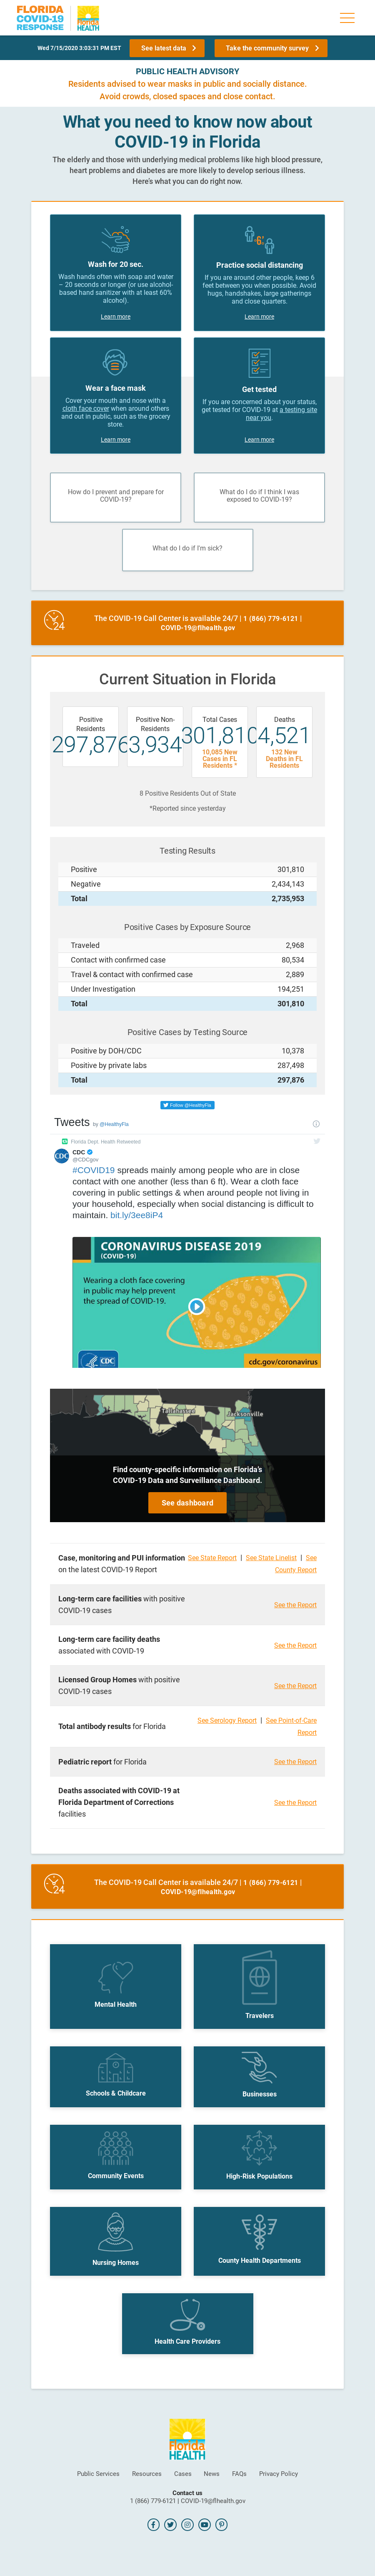 FLORIDA
COVID-19
RESPONSE
Florida
HEALTH
Wed 7/15/2020 3:03:31 PM EST
See latest data
Take the community survey
PUBLIC HEALTH ADVISORY
Residents advised to wear masks in public and socially distance.
Avoid crowds, closed spaces and close contact.
What you need to know now about
COVID-19 in Florida
The elderly and those with underlying medical problems like high blood pressure,
heart problems and diabetes are more likely to develop serious illness.
Here's what you can do right now.
Wash for 20 sec.
Wash hands often with soap and water
– 20 seconds or longer (or use alcohol-
based hand sanitizer with at least 60%
alcohol).
Learn more
6'
Practice social distancing
If you are around other people, keep 6
feet between you when possible. Avoid
hugs, handshakes, large gatherings
and close quarters.
Learn more
Wear a face mask
Cover your mouth and nose with a
cloth face cover when around others
and out in public, such as the grocery
store.
Learn more
Get tested
If you are concerned about your status,
get tested for COVID-19 at a testing site
near you.
Learn more
How do I prevent and prepare for
COVID-19?
What do I do if I think I was
exposed to COVID-19?
What do I do if I'm sick?
24
The COVID-19 Call Center is available 24/7 | 1 (866) 779-6121 |
COVID-19@flhealth.gov
Current Situation in Florida
Positive
Residents
297,876
Positive Non-
Residents
3,934
Total Cases
301,810
10,085 New
Cases in FL
Residents *
Deaths
4,521
132 New
Deaths in FL
Residents
8 Positive Residents Out of State
*Reported since yesterday
Testing Results
Positive 301,810
Negative 2,434,143
Total 2,735,953
Positive Cases by Exposure Source
Traveled 2,968
Contact with confirmed case 80,534
Travel & contact with confirmed case 2,889
Under Investigation 194,251
Total 301,810
Positive Cases by Testing Source
Positive by DOH/CDC 10,378
Positive by private labs 287,498
Total 297,876
Follow @HealthyFla
Tweets by @HealthyFla
Florida Dept. Health Retweeted
CDC
CDC
@CDCgov
#COVID19 spreads mainly among people who are in close
contact with one another (less than 6 ft). Wear a cloth face
covering in public settings & when around people not living in
your household, especially when social distancing is difficult to
maintain. bit.ly/3ee8iP4
CORONAVIRUS DISEASE 2019
(COVID-19)
Wearing a cloth face covering
in public may help prevent
the spread of COVID-19.
CDC
cdc.gov/coronavirus
Tallahassee
Jacksonville
Find county-specific information on Florida's
COVID-19 Data and Surveillance Dashboard.
See dashboard
Case, monitoring and PUI information
on the latest COVID-19 Report
See State Report | See State Linelist | See
County Report
Long-term care facilities with positive
COVID-19 cases
See the Report
Long-term care facility deaths
associated with COVID-19
See the Report
Licensed Group Homes with positive
COVID-19 cases
See the Report
Total antibody results for Florida
See Serology Report | See Point-of-Care
Report
Pediatric report for Florida
See the Report
Deaths associated with COVID-19 at
Florida Department of Corrections
facilities
See the Report
24
The COVID-19 Call Center is available 24/7 | 1 (866) 779-6121 |
COVID-19@flhealth.gov
Mental Health
Travelers
Schools & Childcare
Businesses
Community Events
High-Risk Populations
Nursing Homes
County Health Departments
Health Care Providers
Florida
HEALTH
Public Services
Resources
Cases
News
FAQs
Privacy Policy
Contact us
1 (866) 779-6121 | COVID-19@flhealth.gov